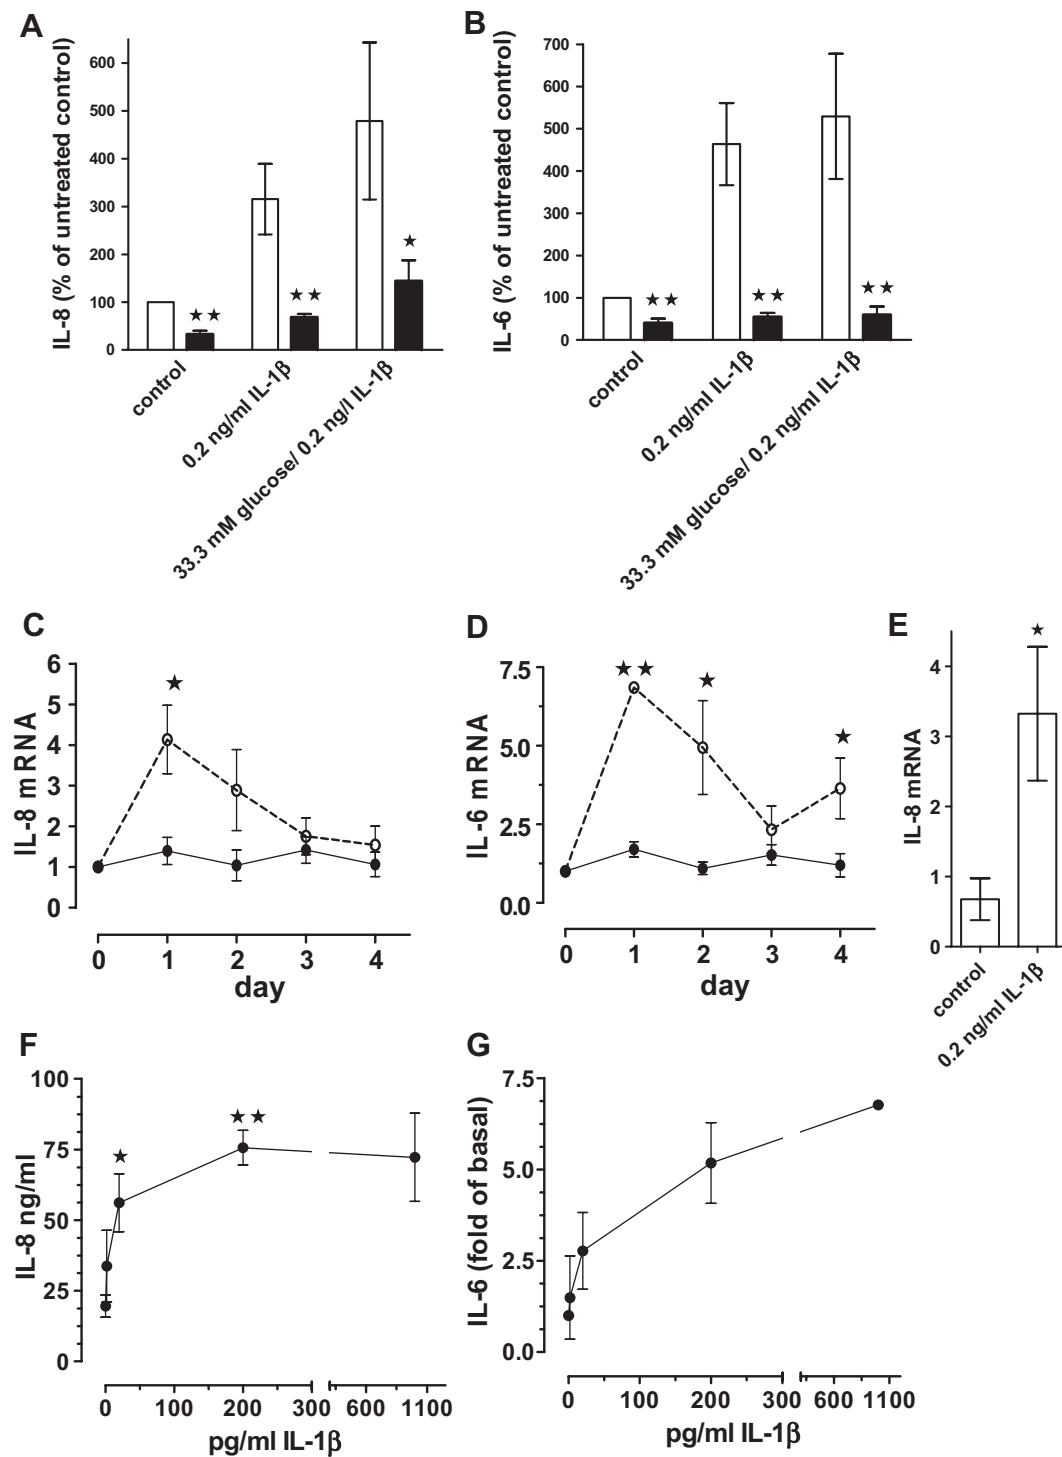 A
IL-8 (% of untreated control)
600
500
400
300
200
100
0
★★
★★
★
control
0.2 ng/ml IL-1β
33.3 mM glucose/ 0.2 ng/l IL-1β
B
IL-6 (% of untreated control)
700
600
500
400
300
200
100
0
★★
★★
★★
control
0.2 ng/ml IL-1β
33.3 mM glucose/ 0.2 ng/ml IL-1β
C
IL-8 mRNA
6
5
4
3
2
1
0
★
0 1 2 3 4
day
D
IL-6 mRNA
7.5
5.0
2.5
0.0
★★
★
★
0 1 2 3 4
day
E
IL-8 mRNA
4
3
2
1
0
★
control
0.2 ng/ml IL-1β
F
IL-8 ng/ml
100
75
50
25
0
★
★★
0 100 200 300 600 1100
pg/ml IL-1β
G
IL-6 (fold of basal)
7.5
5.0
2.5
0.0
0 100 200 300 600 1100
pg/ml IL-1β